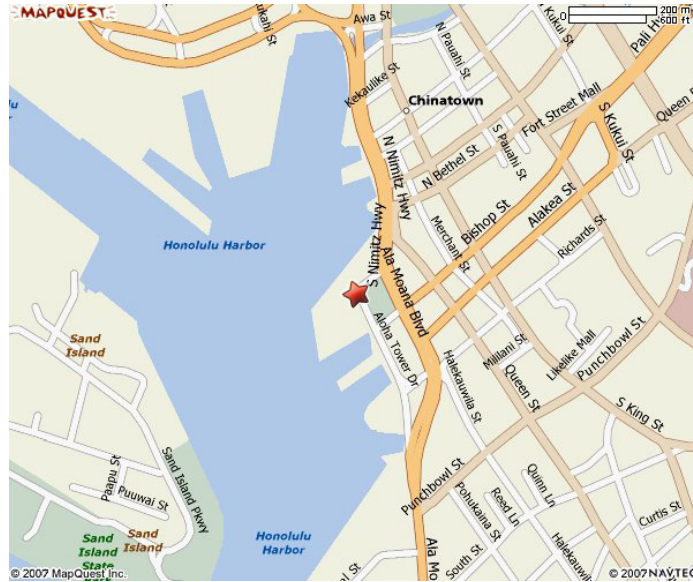 MAPQUEST
0
200 m
600 ft
Awa St
N Pauahi St
S Kukui St
Pali Hwy
Kekaulike St
Chinatown
Fort Street Mall
S Kukui St
Queen
N Nimitz Hwy
S Pauahi St
N Bethel St
Bishop St
Alakea St
Merchant St
Richards St
Honolulu Harbor
S Nimitz Hwy
Ala Moana Blvd
Aloha Tower Dr
Sand
Island
Mililani St
Likelike Mall
Punchbowl St
Halekauwila St
Queen St
S King St
Sand Island Pkwy
Paapu St
Puuwai St
Punchbowl St
Pohukaina St
Reed Ln
Quinn Ln
Curtis St
Sand
Island
Sand
Island
State
Honolulu
Harbor
South St
Halekauwila
Ala Mo
© 2007 MapQuest Inc.
© 2007 NAVTEQ